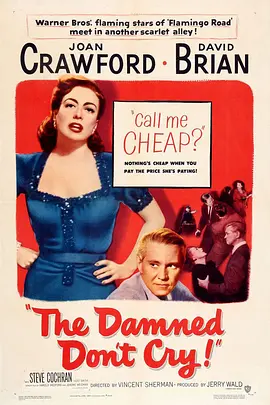 Warner Bros.' flaming stars of 'Flamingo Road'
meet in another scarlet alley!
JOAN DAVID
CRAWFORD · BRIAN
"Call me
CHEAP?"
NOTHING'S CHEAP WHEN YOU
PAY THE PRICE SHE'S PAYING!
"The Damned
Don't Cry!"
STEVE COCHRAN
DIRECTED BY VINCENT SHERMAN · PRODUCED BY JERRY WALD